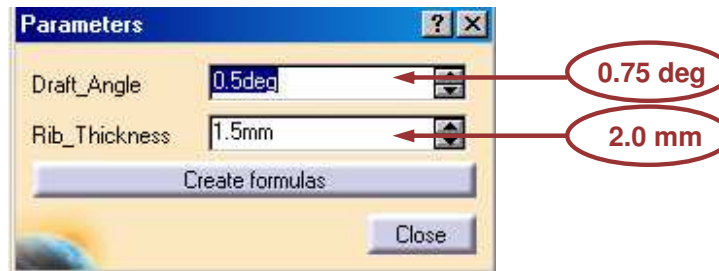 Parameters
Draft_Angle 0.5deg 0.75 deg
Rib_Thickness 1.5mm 2.0 mm
Create formulas
Close